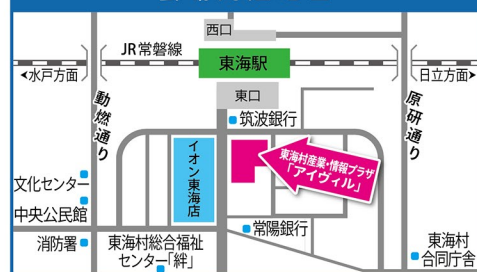 西口
JR常磐線
東海駅
◀水戸方面
日立方面▶
東口
動燃通り
原研通り
筑波銀行
イオン東海店
東海村産業・情報プラザ
「アイヴィル」
文化センター
中央公民館
常陽銀行
消防署
東海村総合福祉
センター「絆」
東海村
合同庁舎